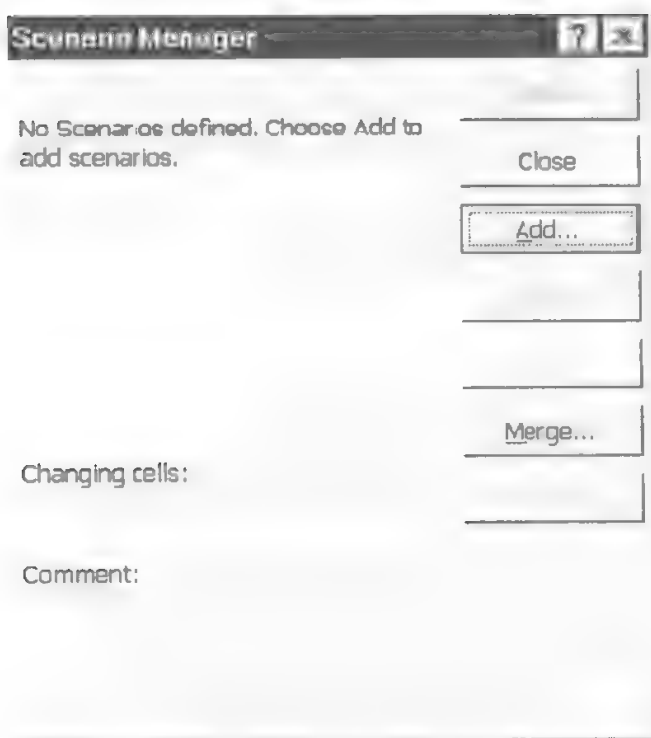 Scenario Manager
No Scenarios defined. Choose Add to
add scenarios.
Close
Add...
Merge...
Changing cells:
Comment: